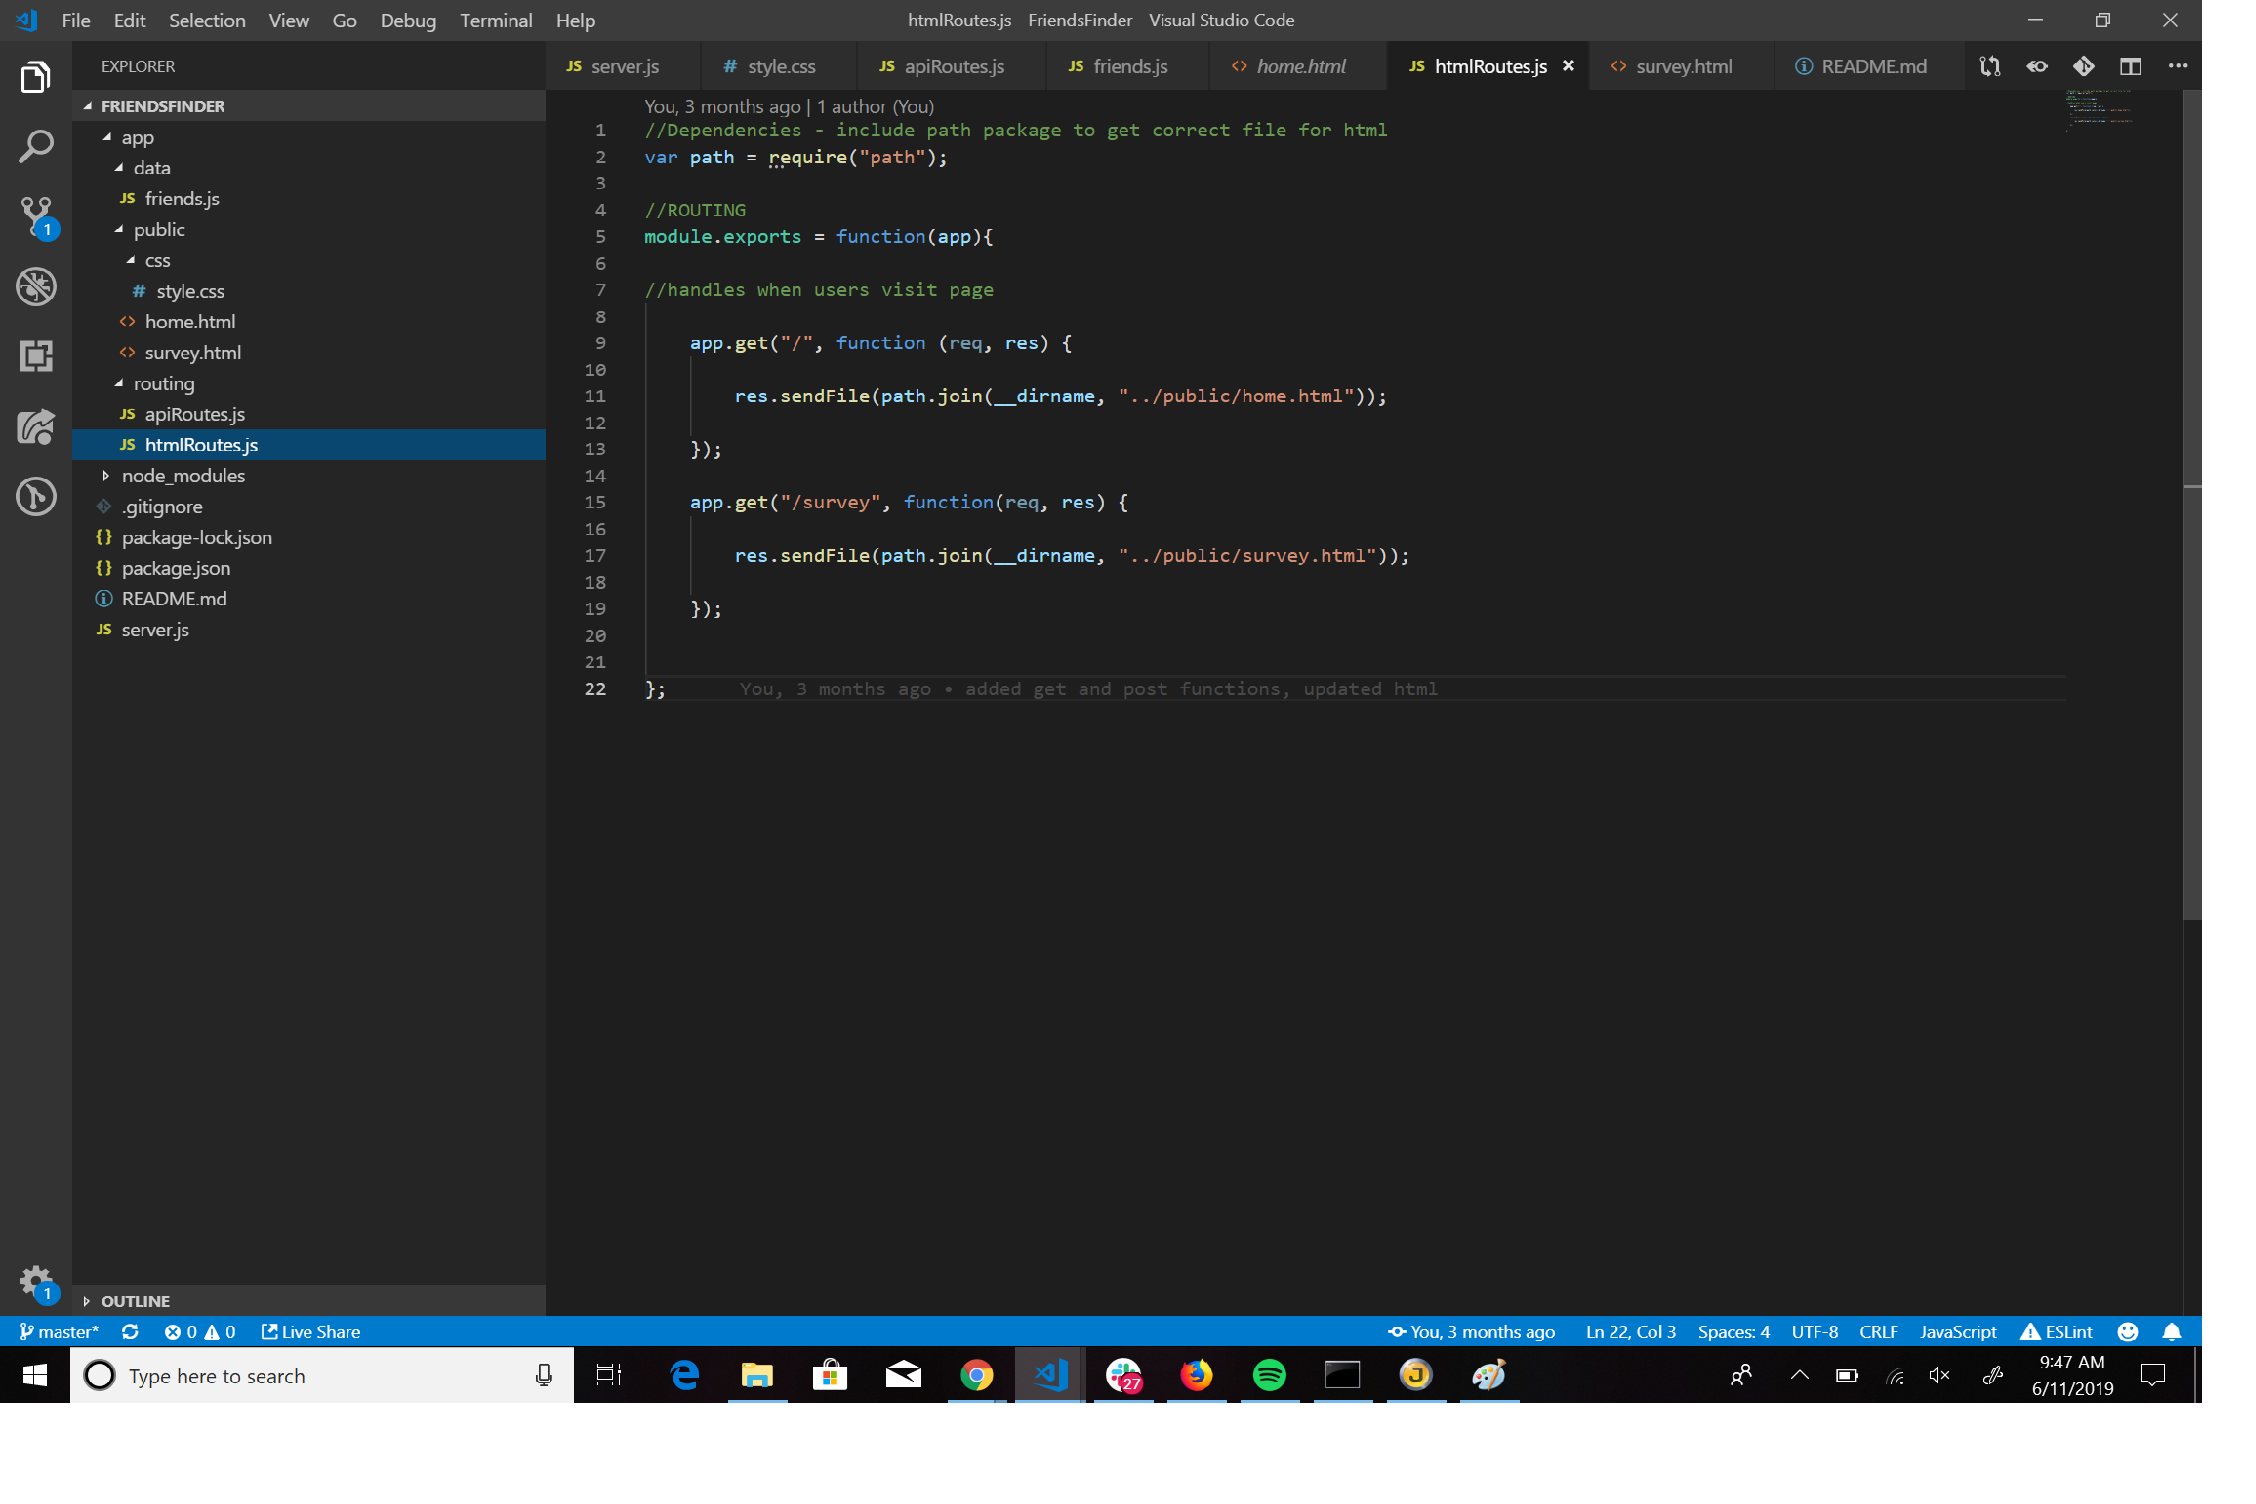 File Edit Selection View Go Debug Terminal Help
htmlRoutes.js FriendsFinder Visual Studio Code
EXPLORER
FRIENDSFINDER
app
data
JS friends.js
public
css
# style.css
<> home.html
<> survey.html
routing
JS apiRoutes.js
JS htmlRoutes.js
node_modules
.gitignore
{} package-lock.json
{} package.json
README.md
JS server.js
OUTLINE
1
1
JS server.js # style.css JS apiRoutes.js JS friends.js <> home.html JS htmlRoutes.js × <> survey.html README.md
You, 3 months ago | 1 author (You)
1 //Dependencies - include path package to get correct file for html
2 var path = require("path");
3
4 //ROUTING
5 module.exports = function(app){
6
7 //handles when users visit page
8
9 app.get("/", function (req, res) {
10
11 res.sendFile(path.join(__dirname, "../public/home.html"));
12
13 });
14
15 app.get("/survey", function(req, res) {
16
17 res.sendFile(path.join(__dirname, "../public/survey.html"));
18
19 });
20
21
22 }; You, 3 months ago • added get and post functions, updated html
master* 0 0 Live Share
You, 3 months ago Ln 22, Col 3 Spaces: 4 UTF-8 CRLF JavaScript ESLint
Type here to search
27
9:47 AM
6/11/2019